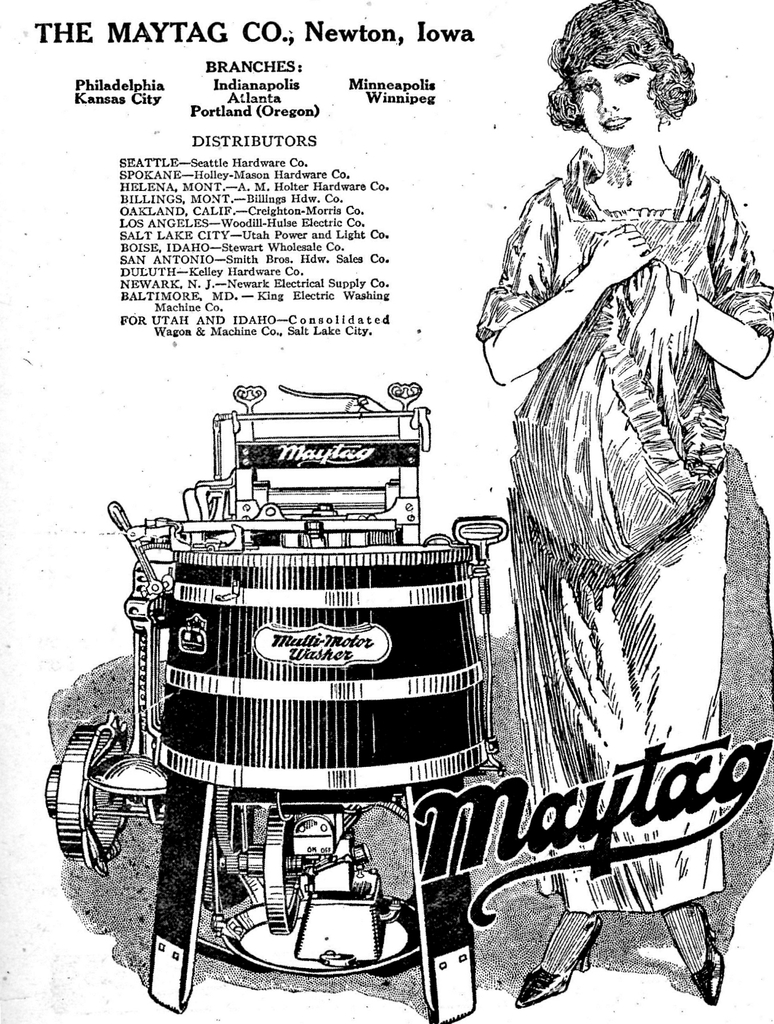 THE MAYTAG CO., Newton, Iowa
BRANCHES:
Philadelphia Indianapolis Minneapolis
Kansas City Atlanta Winnipeg
Portland (Oregon)
DISTRIBUTORS
SEATTLE—Seattle Hardware Co.
SPOKANE—Holley-Mason Hardware Co.
HELENA, MONT.—A. M. Holter Hardware Co.
BILLINGS, MONT.—Billings Hdw. Co.
OAKLAND, CALIF.—Creighton-Morris Co.
LOS ANGELES—Woodill-Hulse Electric Co.
SALT LAKE CITY—Utah Power and Light Co.
BOISE, IDAHO—Stewart Wholesale Co.
SAN ANTONIO—Smith Bros. Hdw. Sales Co.
DULUTH—Kelley Hardware Co.
NEWARK, N. J.—Newark Electrical Supply Co.
BALTIMORE, MD.—King Electric Washing
Machine Co.
FOR UTAH AND IDAHO—Consolidated
Wagon & Machine Co., Salt Lake City.
Maytag
Multi-Motor
Washer
ON OFF
Maytag